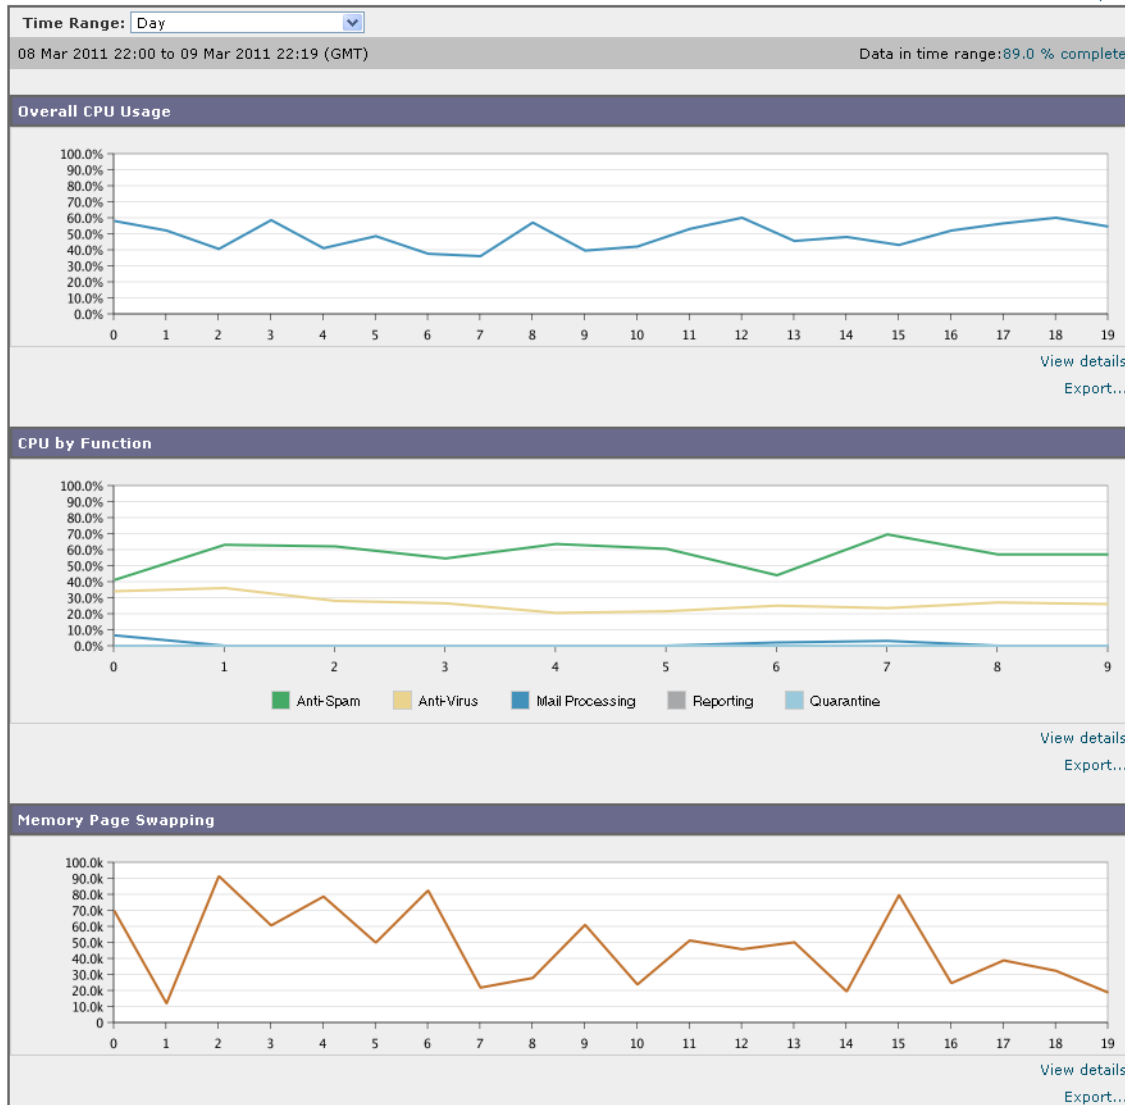 Time Range: Day
08 Mar 2011 22:00 to 09 Mar 2011 22:19 (GMT) Data in time range:89.0 % complete
Overall CPU Usage
100.0%
90.0%
80.0%
70.0%
60.0%
50.0%
40.0%
30.0%
20.0%
10.0%
0.0%
0 1 2 3 4 5 6 7 8 9 10 11 12 13 14 15 16 17 18 19
View details
Export...
CPU by Function
100.0%
90.0%
80.0%
70.0%
60.0%
50.0%
40.0%
30.0%
20.0%
10.0%
0.0%
0 1 2 3 4 5 6 7 8 9
Anti-Spam Anti-Virus Mail Processing Reporting Quarantine
View details
Export...
Memory Page Swapping
100.0k
90.0k
80.0k
70.0k
60.0k
50.0k
40.0k
30.0k
20.0k
10.0k
0
0 1 2 3 4 5 6 7 8 9 10 11 12 13 14 15 16 17 18 19
View details
Export...